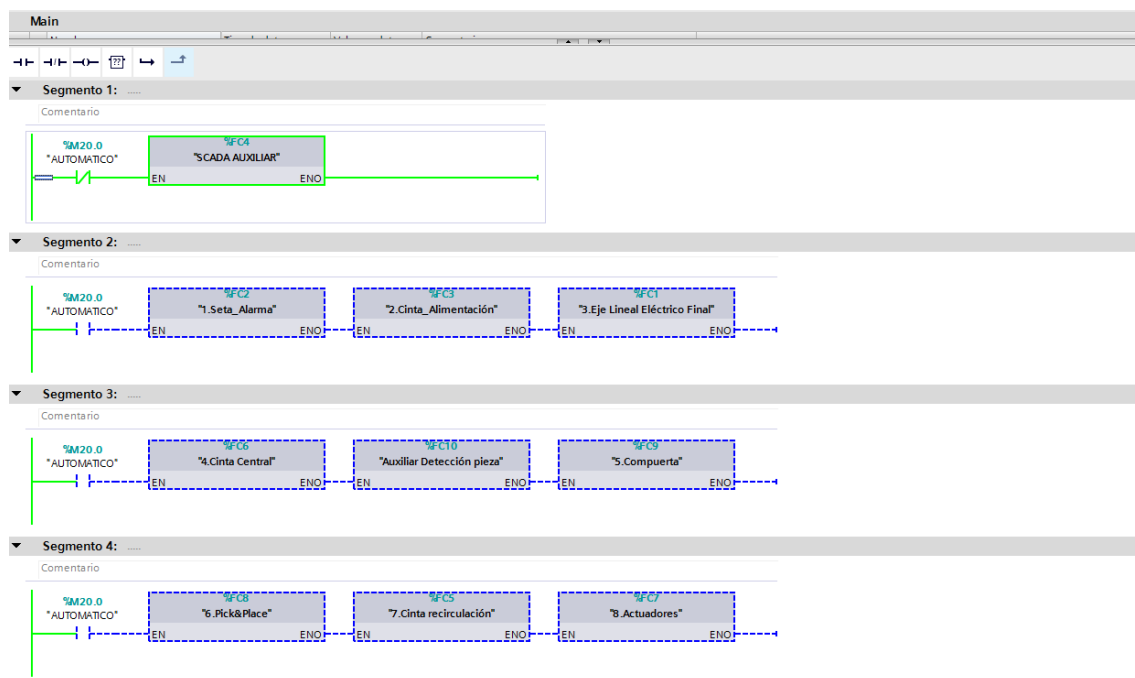 Main
??
Segmento 1: .....
Comentario
%M20.0
"AUTOMATICO"
%FC4
"SCADA AUXILIAR"
EN ENO
Segmento 2: .....
Comentario
%M20.0
"AUTOMATICO"
%FC2
"1.Seta_Alarma"
EN ENO
%FC3
"2.Cinta_Alimentación"
EN ENO
%FC1
"3.Eje Lineal Eléctrico Final"
EN ENO
Segmento 3: .....
Comentario
%M20.0
"AUTOMATICO"
%FC6
"4.Cinta Central"
EN ENO
%FC10
"Auxiliar Detección pieza"
EN ENO
%FC9
"5.Compuerta"
EN ENO
Segmento 4: .....
Comentario
%M20.0
"AUTOMATICO"
%FC8
"6.Pick&Place"
EN ENO
%FC5
"7.Cinta recirculación"
EN ENO
%FC7
"8.Actuadores"
EN ENO